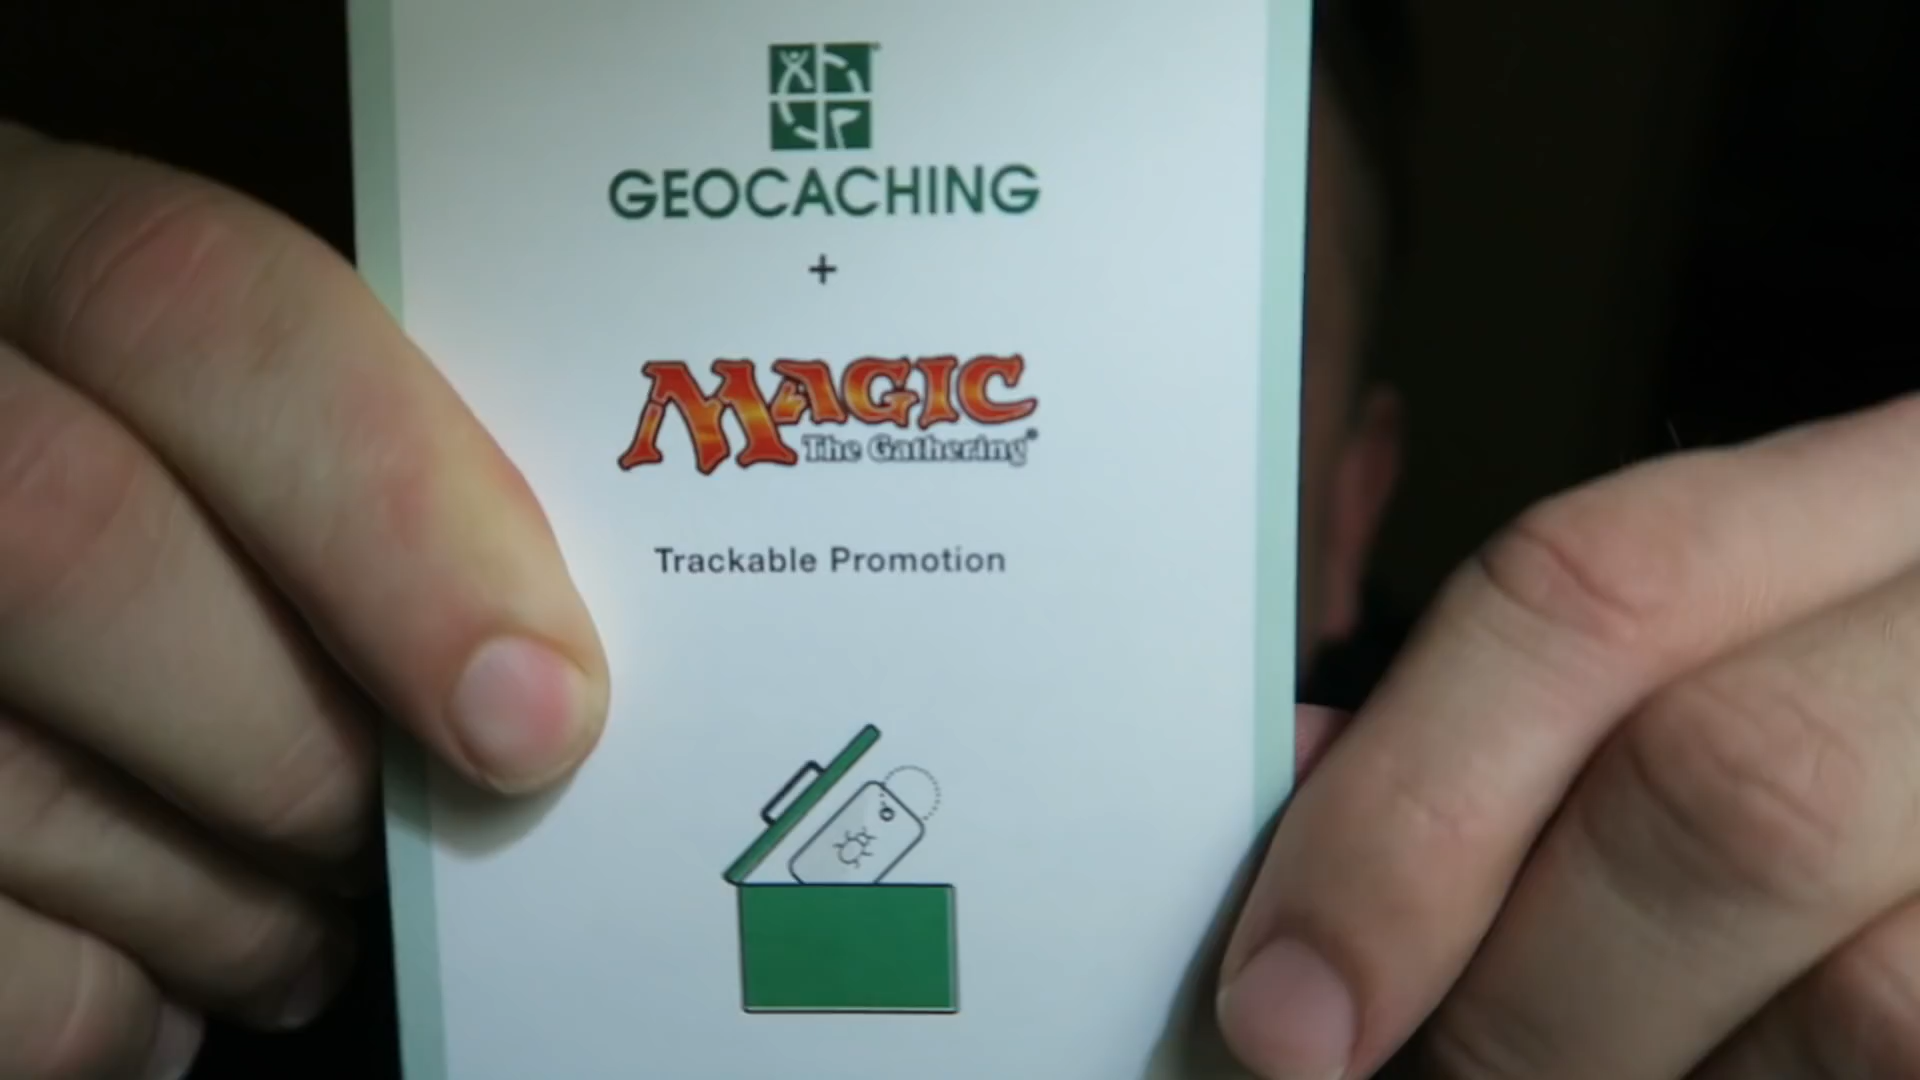 GEOCACHING
+
MAGIC
The Gathering®
Trackable Promotion